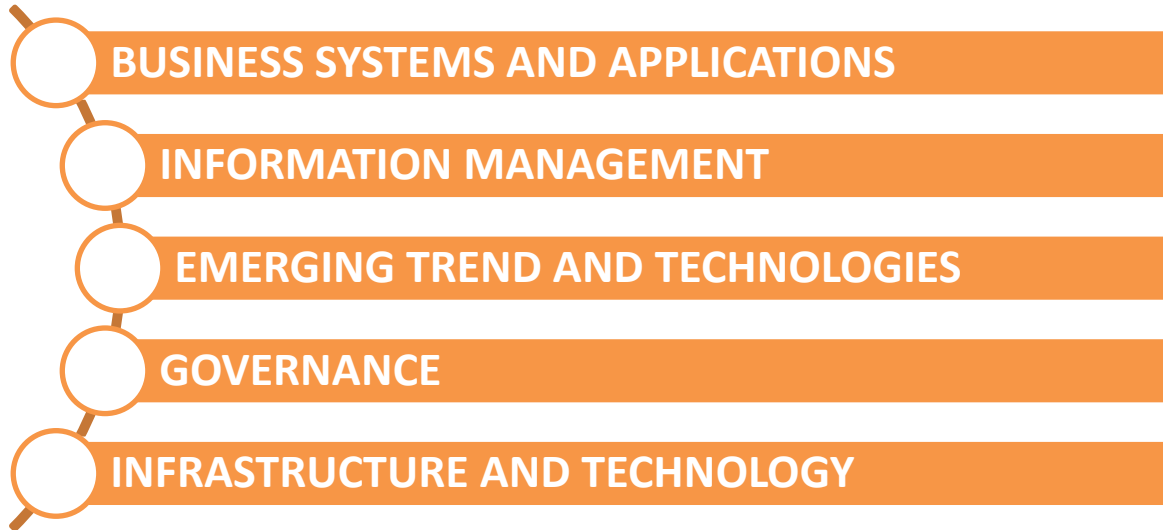 BUSINESS SYSTEMS AND APPLICATIONS
INFORMATION MANAGEMENT
EMERGING TREND AND TECHNOLOGIES
GOVERNANCE
INFRASTRUCTURE AND TECHNOLOGY